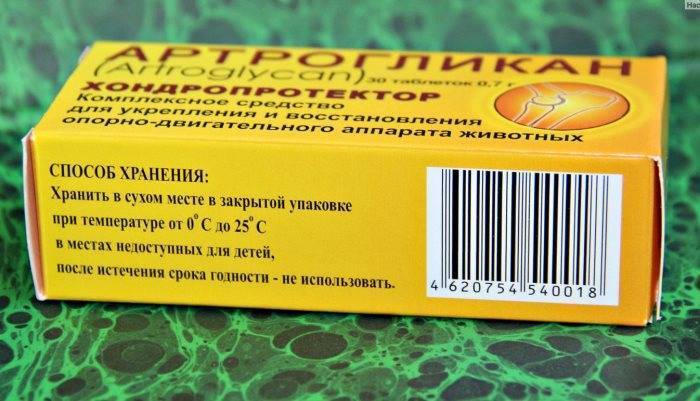 Нас
АРТРОГЛИКАН
(Artroglycan) 30 таблеток 0,7 г
ХОНДРОПРОТЕКТОР
Комплексное средство
для укрепления и восстановления
опорно-двигательного аппарата животных
СПОСОБ ХРАНЕНИЯ:
Хранить в сухом месте в закрытой упаковке
при температуре от 0°С до 25°С
в местах недоступных для детей,
после истечения срока годности - не использовать.
4 620754 540018